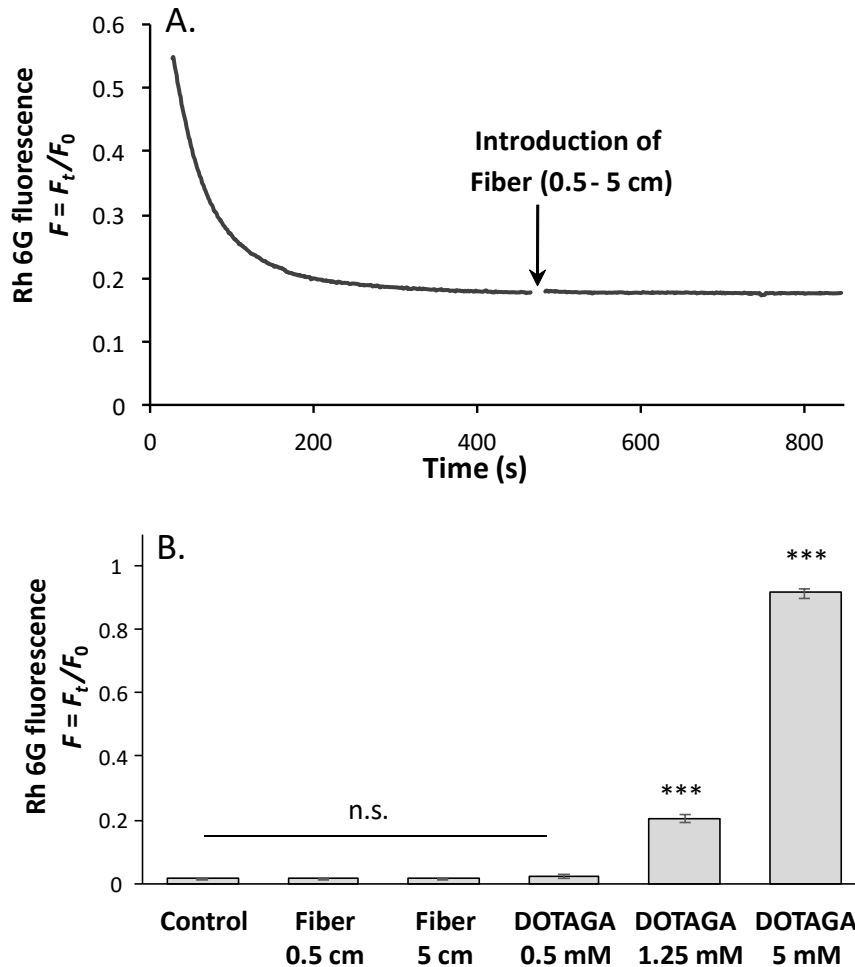 A.
Rh 6G fluorescence
F = Ft/F0
0.6
0.5
0.4
0.3
0.2
0.1
0
Introduction of
Fiber (0.5 - 5 cm)
0 200 400 600 800
Time (s)
B.
Rh 6G fluorescence
F = Ft/F0
1
0.8
0.6
0.4
0.2
0
n.s.
***
***
Control Fiber Fiber DOTAGA DOTAGA DOTAGA
0.5 cm 5 cm 0.5 mM 1.25 mM 5 mM